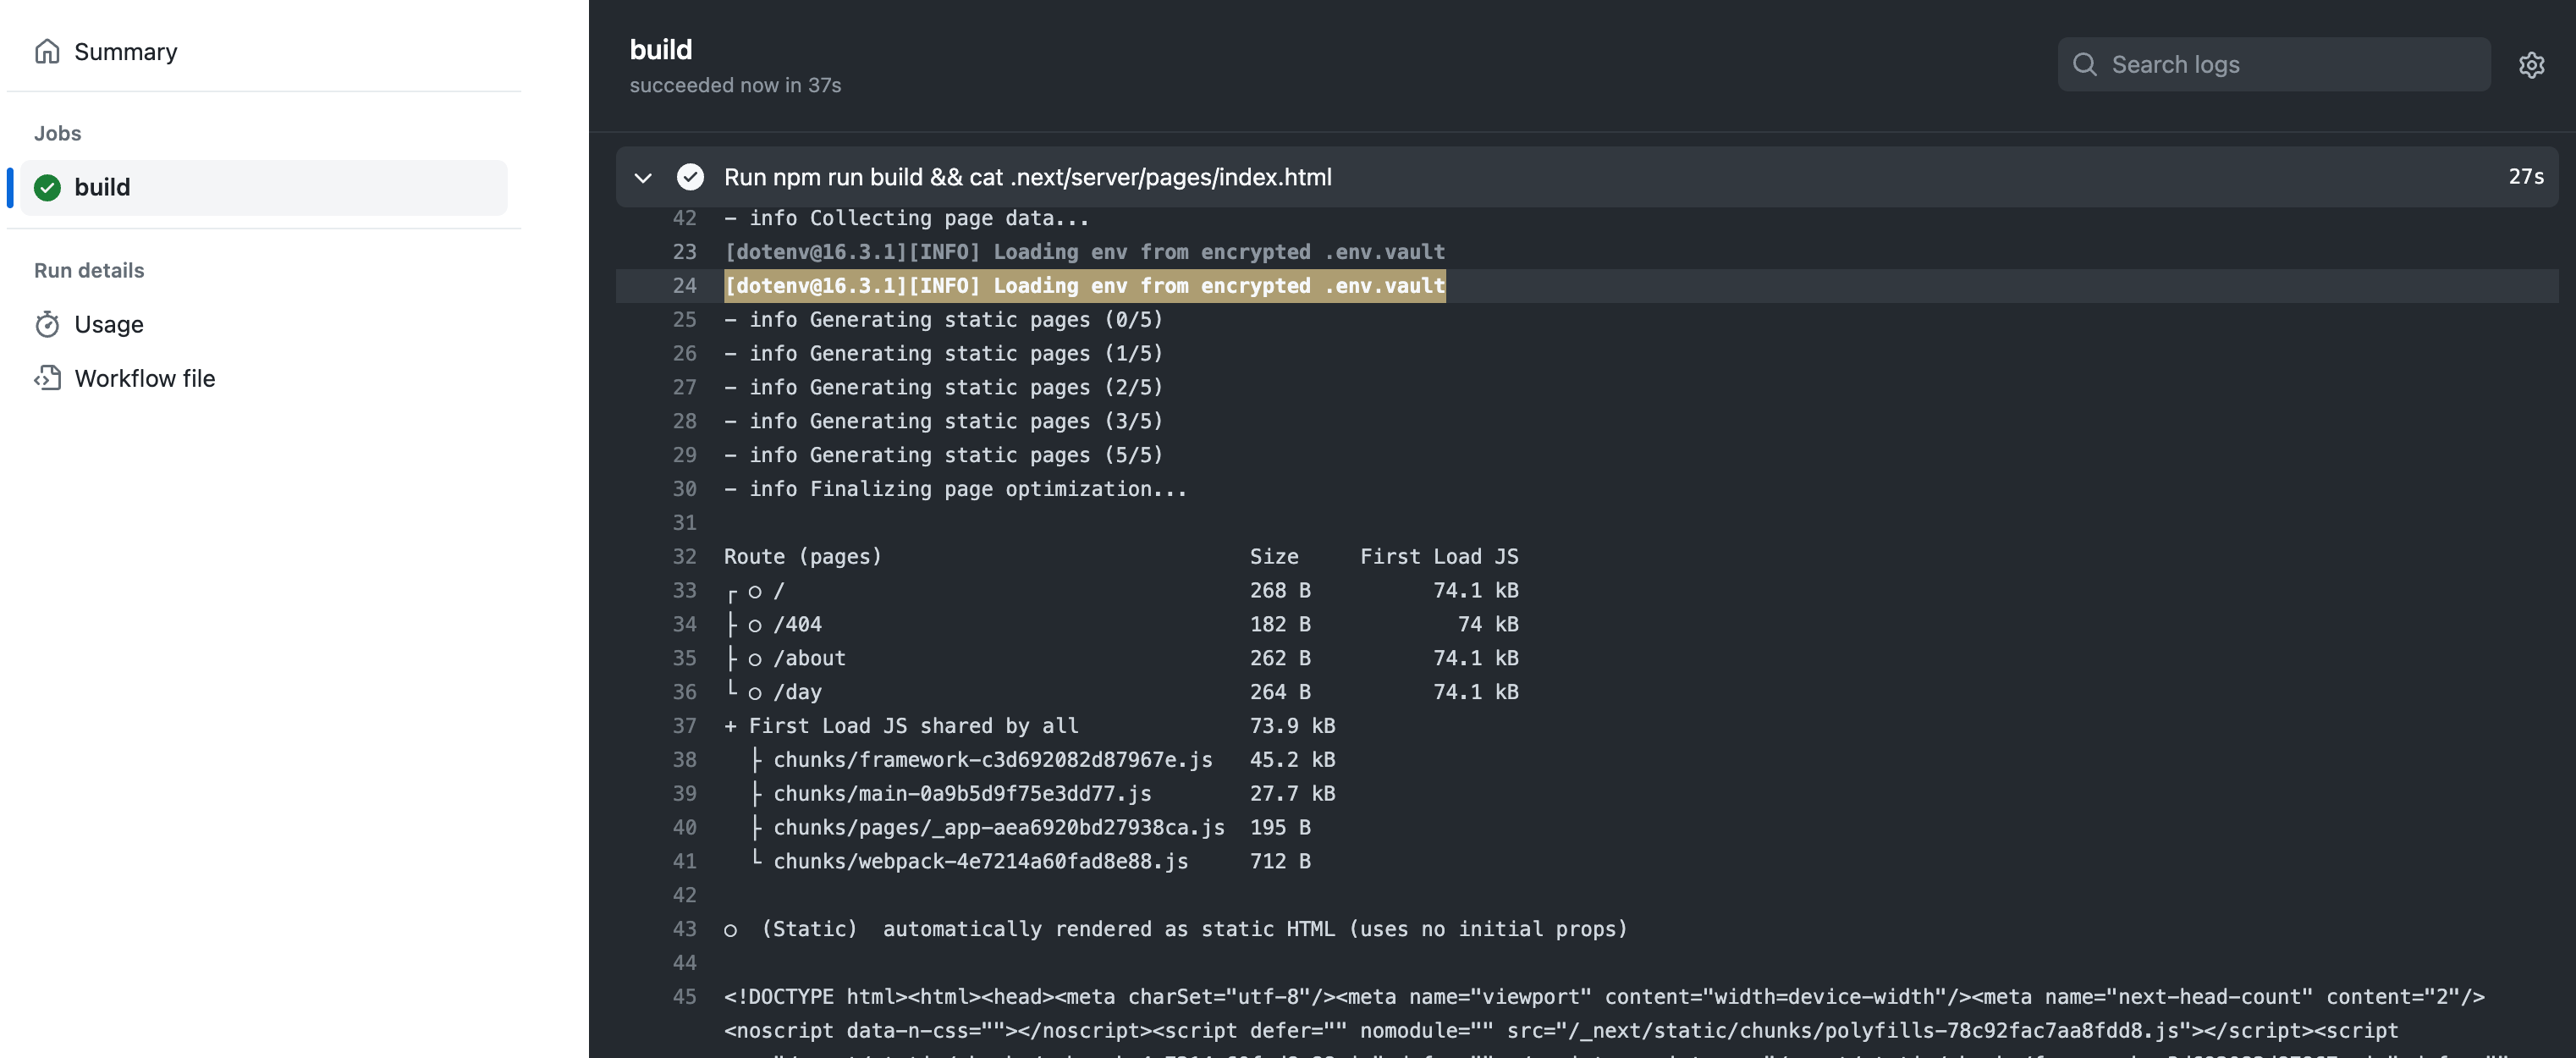 Summary
Jobs
build
Run details
Usage
Workflow file
build
succeeded now in 37s
Search logs
Run npm run build && cat .next/server/pages/index.html 27s
42 - info Collecting page data...
23 [dotenv@16.3.1][INFO] Loading env from encrypted .env.vault
24 [dotenv@16.3.1][INFO] Loading env from encrypted .env.vault
25 - info Generating static pages (0/5)
26 - info Generating static pages (1/5)
27 - info Generating static pages (2/5)
28 - info Generating static pages (3/5)
29 - info Generating static pages (5/5)
30 - info Finalizing page optimization...
31
32 Route (pages) Size First Load JS
33 ┌ ○ / 268 B 74.1 kB
34 ├ ○ /404 182 B 74 kB
35 ├ ○ /about 262 B 74.1 kB
36 └ ○ /day 264 B 74.1 kB
37 + First Load JS shared by all 73.9 kB
38 ├ chunks/framework-c3d692082d87967e.js 45.2 kB
39 ├ chunks/main-0a9b5d9f75e3dd77.js 27.7 kB
40 ├ chunks/pages/_app-aea6920bd27938ca.js 195 B
41 └ chunks/webpack-4e7214a60fad8e88.js 712 B
42
43 ○ (Static) automatically rendered as static HTML (uses no initial props)
44
45 <!DOCTYPE html><html><head><meta charSet="utf-8"/><meta name="viewport" content="width=device-width"/><meta name="next-head-count" content="2"/>
<noscript data-n-css=""></noscript><script defer="" nomodule="" src="/_next/static/chunks/polyfills-78c92fac7aa8fdd8.js"></script><script